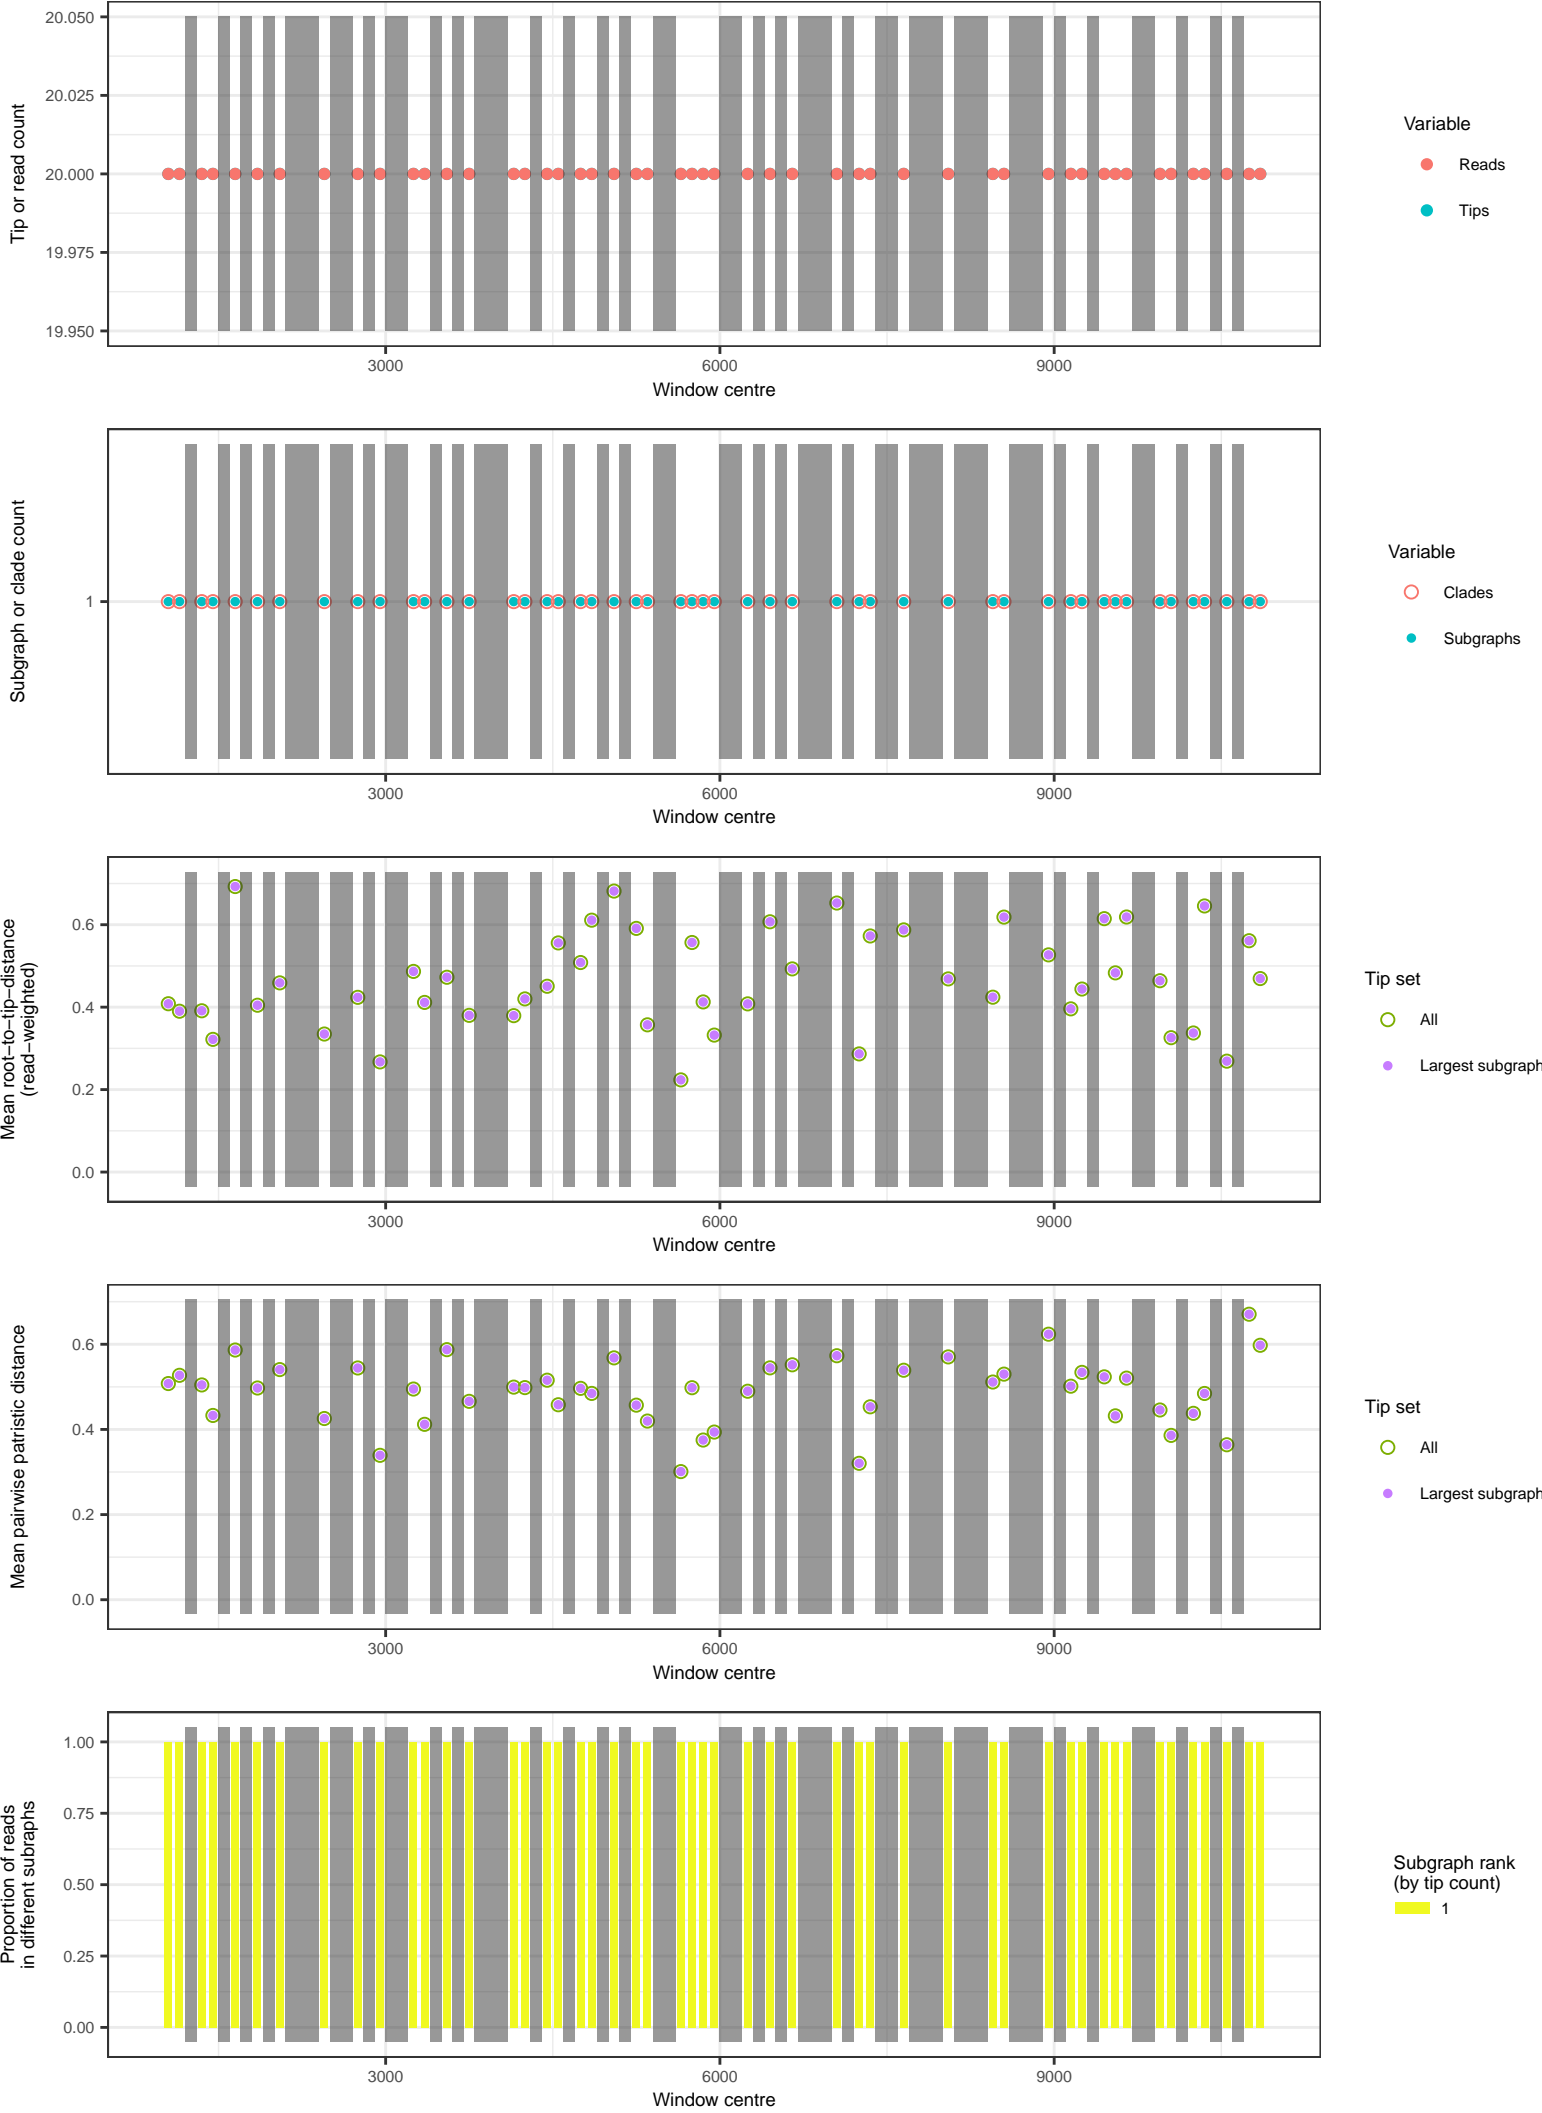 20.050
20.025
20.000
19.975
19.950
Tip or read count
3000
6000
9000
Window centre
Variable
Reads
Tips
1
Subgraph or clade count
3000
6000
9000
Window centre
Variable
Clades
Subgraphs
0.6
0.4
0.2
0.0
Mean root−to−tip−distance
(read−weighted)
3000
6000
9000
Window centre
Tip set
All
Largest subgraph
0.6
0.4
0.2
0.0
Mean pairwise patristic distance
3000
6000
9000
Window centre
Tip set
All
Largest subgraph
1.00
0.75
0.50
0.25
0.00
Proportion of reads
in different subraphs
3000
6000
9000
Window centre
Subgraph rank
(by tip count)
1